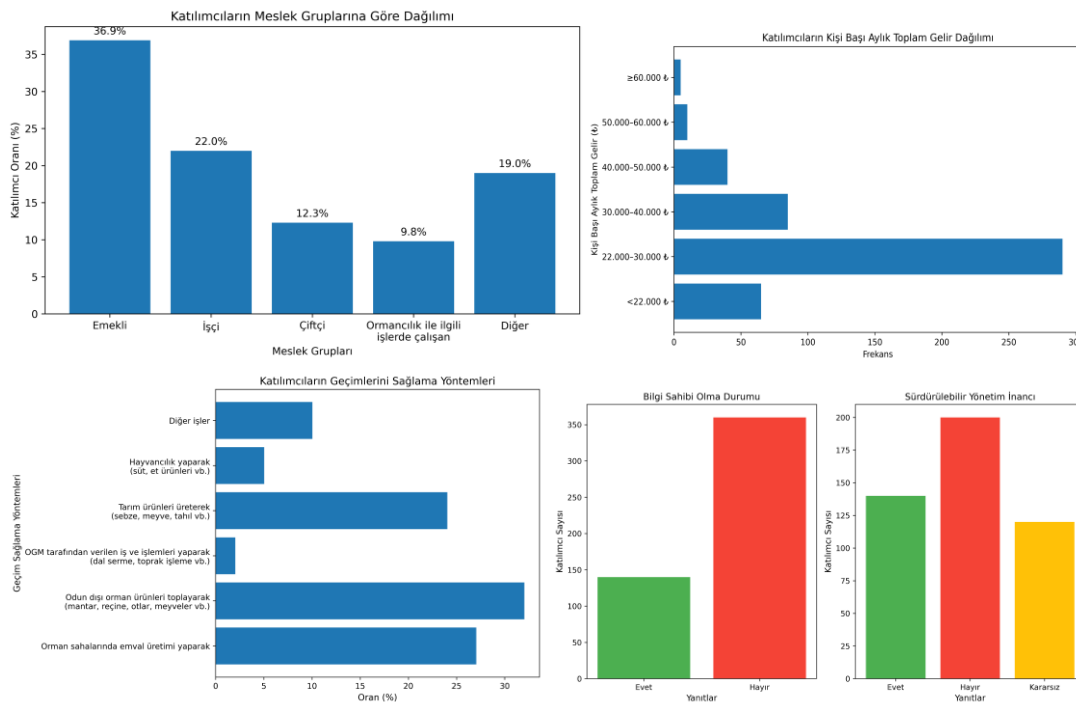 Katılımcıların Meslek Gruplarına Göre Dağılımı
Katılımcı Oranı (%)
35
30
25
20
15
10
5
0
36.9%
22.0%
12.3%
9.8%
19.0%
Emekli
İşçi
Çiftçi
Ormancılık ile ilgili
işlerde çalışan
Diğer
Meslek Grupları
Katılımcıların Kişi Başı Aylık Toplam Gelir Dağılımı
Kişi Başı Aylık Toplam Gelir (₺)
≥60.000 ₺
50.000–60.000 ₺
40.000–50.000 ₺
30.000–40.000 ₺
22.000–30.000 ₺
<22.000 ₺
0
50
100
150
200
250
300
Frekans
Katılımcıların Geçimlerini Sağlama Yöntemleri
Geçim Sağlama Yöntemleri
Diğer işler
Hayvancılık yaparak
(süt, et ürünleri vb.)
Tarım ürünleri üreterek
(sebze, meyve, tahıl vb.)
OGM tarafından verilen iş ve işlemleri yaparak
(dal serme, toprak işleme vb.)
Odun dışı orman ürünleri toplayarak
(mantar, reçine, otlar, meyveler vb.)
Orman sahalarında emval üretimi yaparak
0
5
10
15
20
25
30
Oran (%)
Bilgi Sahibi Olma Durumu
Katılımcı Sayısı
350
300
250
200
150
100
50
0
Evet
Hayır
Yanıtlar
Sürdürülebilir Yönetim İnancı
Katılımcı Sayısı
200
175
150
125
100
75
50
25
0
Evet
Hayır
Kararsız
Yanıtlar